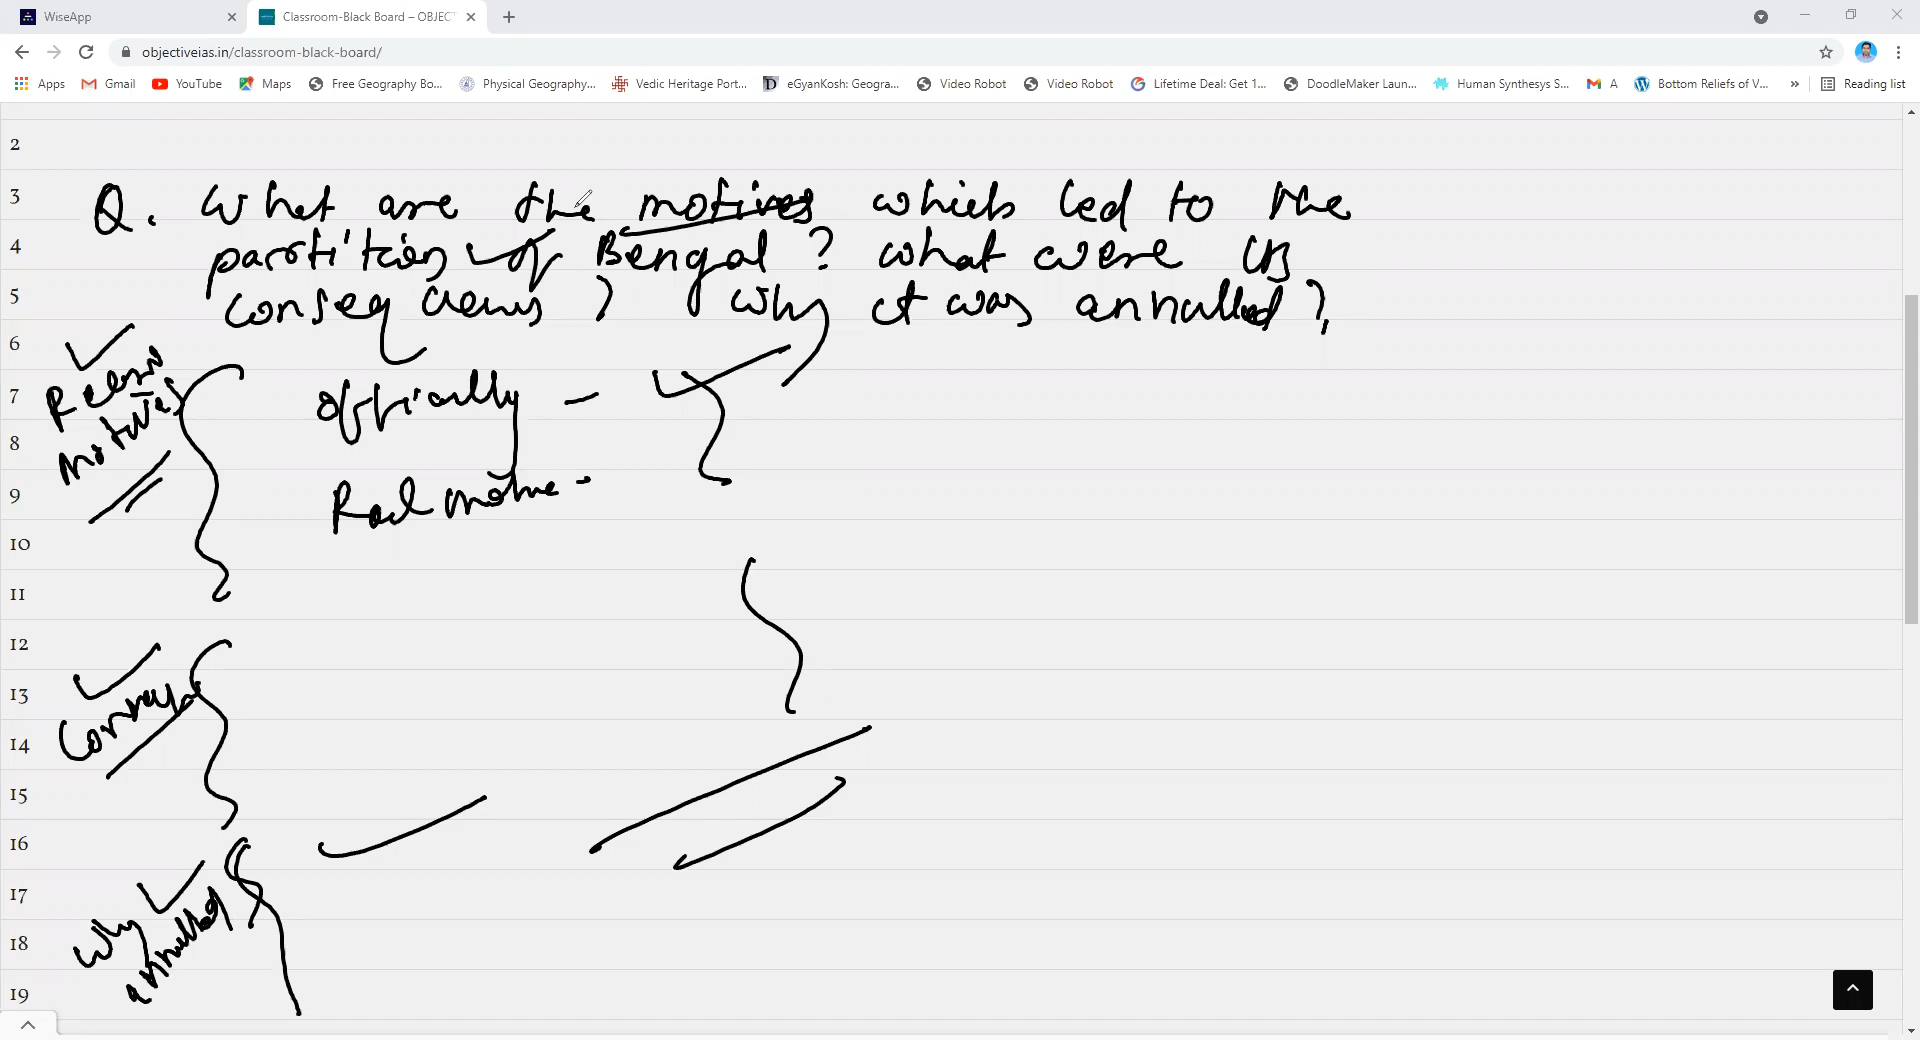 WiseApp
Classroom-Black Board – OBJECT
objectiveias.in/classroom-black-board/
Apps Gmail YouTube Maps Free Geography Bo... Physical Geography,... Vedic Heritage Port... eGyanKosh: Geogra... Video Robot Video Robot Lifetime Deal: Get 1... DoodleMaker Laun... Human Synthesys S... A Bottom Reliefs of V... » Reading list
2
3 Q. What are the motives which led to the
4 partition of Bengal? what were its
5 consequences? why it was annulled?
6
7 Officially -
8
9 Real motive -
10
11
12
13
14
15
16
17
18
19
motives
why
annulled